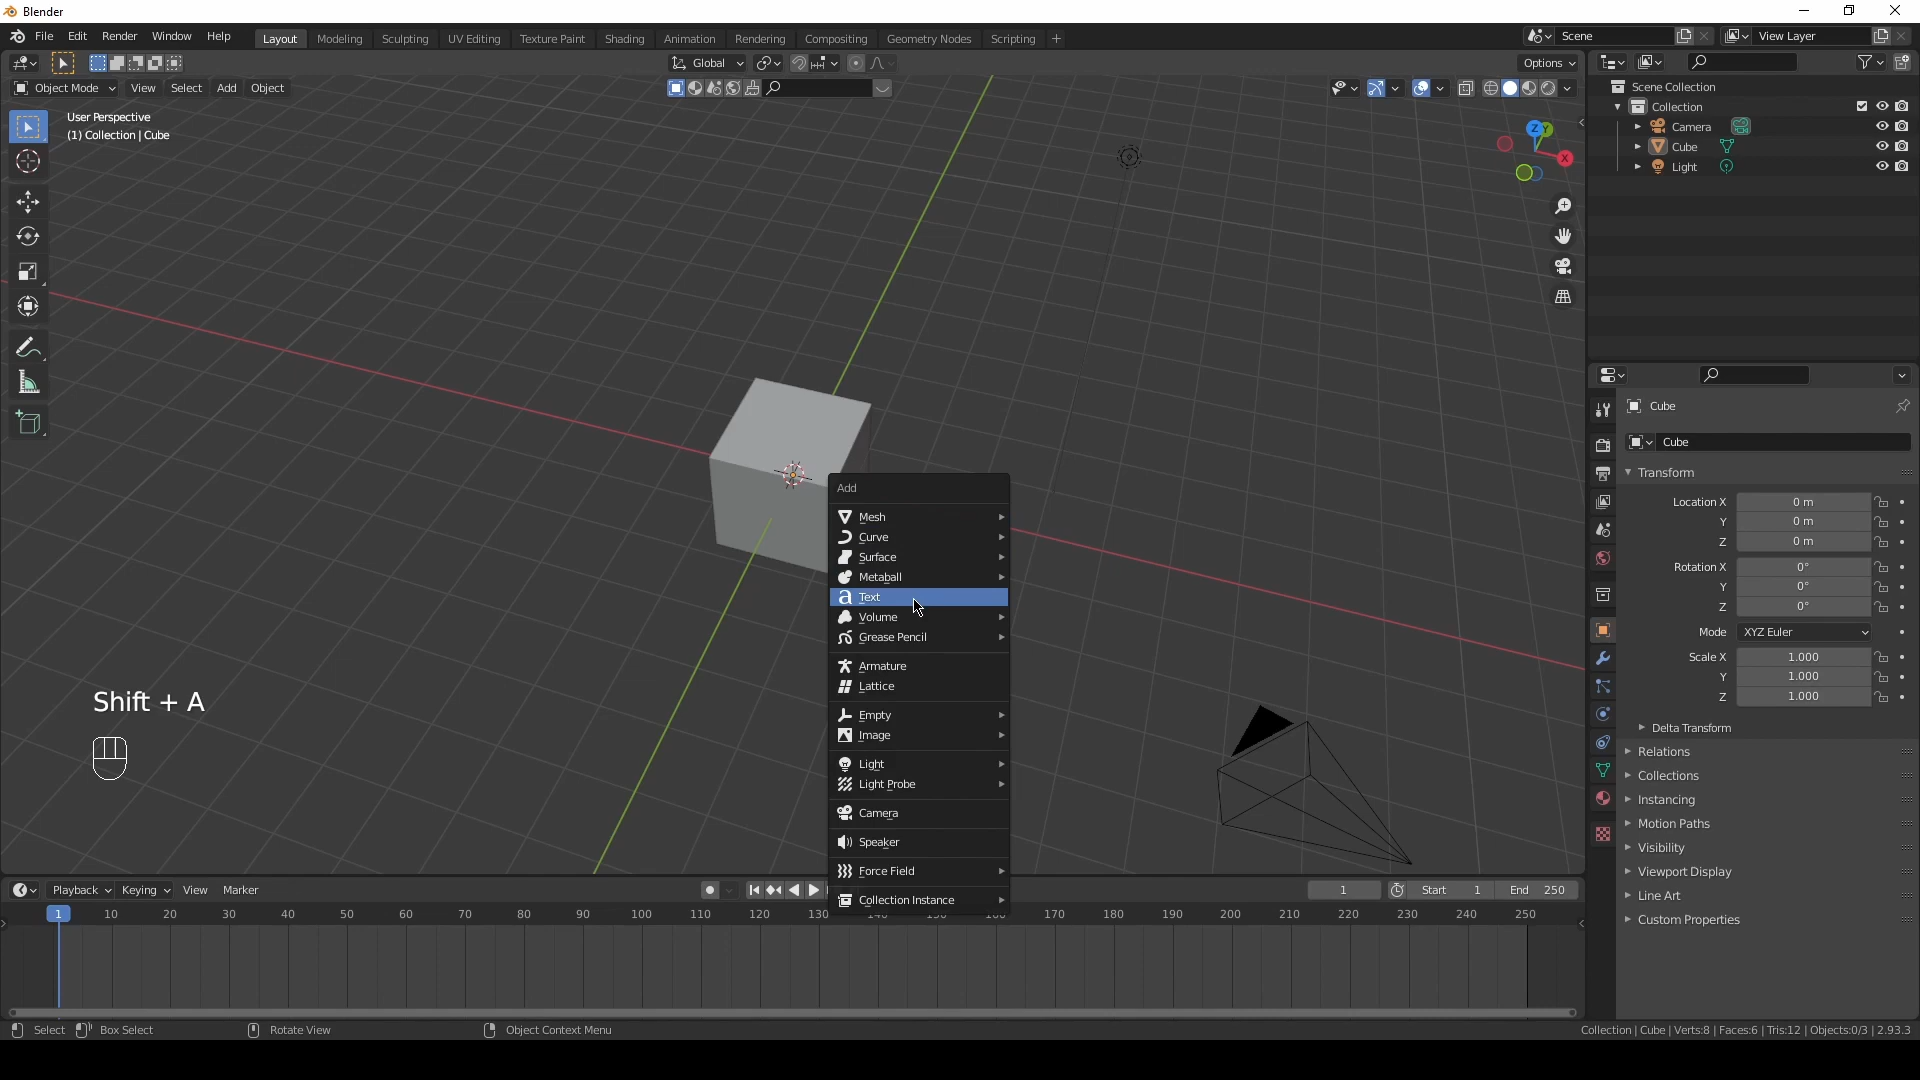 Blender
File Edit Render Window Help Layout Modeling Sculpting UV Editing Texture Paint Shading Animation Rendering Compositing Geometry Nodes Scripting + Scene View Layer
Global Options
Object Mode View Select Add Object
User Perspective
(1) Collection | Cube
Z Y
X
Scene Collection
Collection
Camera
Cube
Light
Add
Mesh
Curve
Surface
Metaball
Text
Volume
Grease Pencil
Armature
Lattice
Empty
Image
Light
Light Probe
Camera
Speaker
Force Field
Collection Instance
Shift + A
Cube
Cube
Transform
Location X 0 m
Y 0 m
Z 0 m
Rotation X 0°
Y 0°
Z 0°
Mode XYZ Euler
Scale X 1.000
Y 1.000
Z 1.000
Delta Transform
Relations
Collections
Instancing
Motion Paths
Visibility
Viewport Display
Line Art
Custom Properties
Playback Keying View Marker 1 Start 1 End 250
1 10 20 30 40 50 60 70 80 90 100 110 120 130 140 150 160 170 180 190 200 210 220 230 240 250
Select Box Select Rotate View Object Context Menu Collection | Cube | Verts:8 | Faces:6 | Tris:12 | Objects:0/3 | 2.93.3